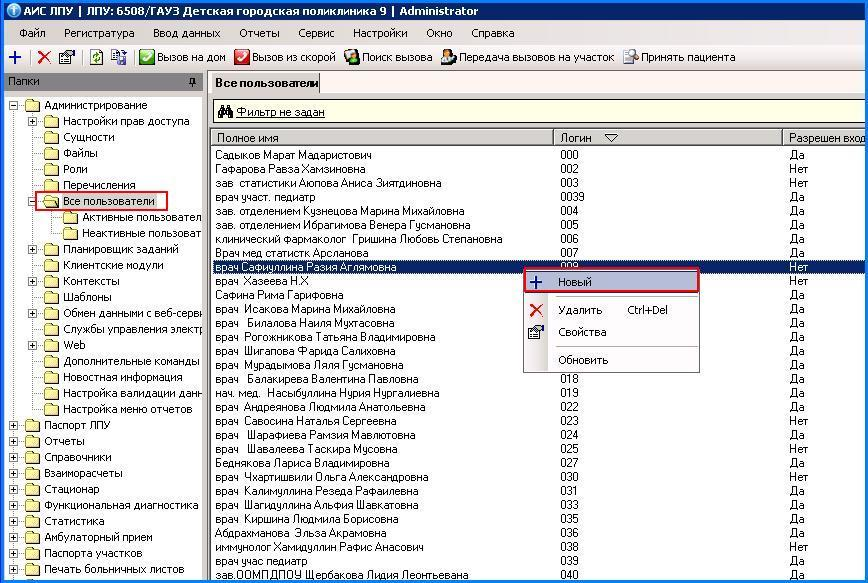 АИС ЛПУ | ЛПУ: 6508/ГАУЗ Детская городская поликлиника 9 | Administrator
Файл Регистратура Ввод данных Отчеты Сервис Настройки Окно Справка
Вызов на дом Вызов из скорой Поиск вызова Передача вызовов на участок Принять пациента
Папки
Администрирование
Настройки прав доступа
Сущности
Файлы
Роли
Перечисления
Все пользователи
Активные пользовател
Неактивные пользоват
Планировщик заданий
Клиентские модули
Контексты
Шаблоны
Обмен данными с веб-серви
Службы управления электр
Web
Дополнительные команды
Новостная информация
Настройка валидации данн
Настройка меню отчетов
Паспорт ЛПУ
Отчеты
Справочники
Взаиморасчеты
Стационар
Функциональная диагностика
Статистика
Амбулаторный прием
Паспорта участков
Печать больничных листов
Все пользователи
Фильтр не задан
Полное имя Логин Разрешен вход
Садыков Марат Мадаристович 000 Да
Гафарова Равза Хамзиновна 002 Нет
зав. статистики Аюпова Аниса Зиятдиновна 003 Нет
врач участ. педиатр 0039 Да
зав. отделением Кузнецова Марина Михайловна 004 Да
зав. отделением Ибрагимова Венера Гусмановна 005 Да
клинический фармаколог Гришина Любовь Степановна 006 Да
Врач мед статистк Арсланова 007 Да
врач Сафиуллина Разия Аглямовна 009 Нет
врач Хазеева Н.Х Нет
Сафина Рима Гарифовна Да
врач Исакова Марина Михайловна Да
врач Билалова Наиля Мухтасовна Да
врач Рогожникова Татьяна Владимировна Да
врач Шигапова Фарида Салиховна Да
врач Мурадымова Ляля Гусмановна Да
врач Балакирева Валентина Павловна 018 Да
нач. мед. Насыбуллина Нурия Нургалиевна 019 Да
врач Андреянова Людмила Анатольевна 022 Да
врач Савосина Наталья Сергеевна 023 Нет
врач Шарафиева Рамзия Мавлютовна 024 Да
врач Шавалеева Таскира Мусовна 025 Нет
Беднякова Лариса Владимировна 027 Да
врач Чхартишвили Ольга Александровна 030 Нет
врач Калимуллина Резеда Рафаилевна 031 Да
врач Шагидуллина Альфия Шавкатовна 033 Да
врач Киршина Людмила Борисовна 035 Да
Абдрахманова Эльза Акрамовна 036 Да
иммунолог Хамидуллин Рафис Анасович 038 Нет
врач учас педиатр 039 Да
зав.ООМПДПОУ Щербакова Лидия Леонтьевна 040 Да
Новый
Удалить Ctrl+Del
Свойства
Обновить